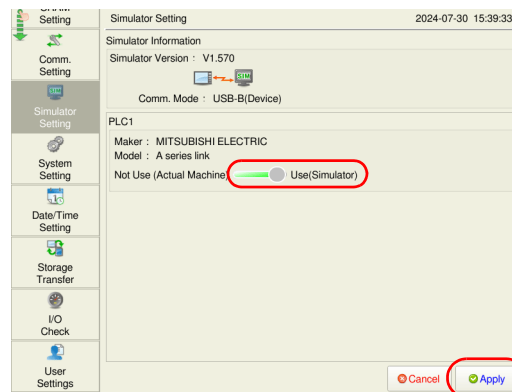 Setting
Simulator Setting
2024-07-30 15:39:33
Comm.
Setting
SIM
Simulator
Setting
System
Setting
Date/Time
Setting
Storage
Transfer
I/O
Check
User
Settings
Simulator Information
Simulator Version : V1.570
SIM
Comm. Mode : USB-B(Device)
PLC1
Maker : MITSUBISHI ELECTRIC
Model : A series link
Not Use (Actual Machine) Use(Simulator)
Cancel
Apply